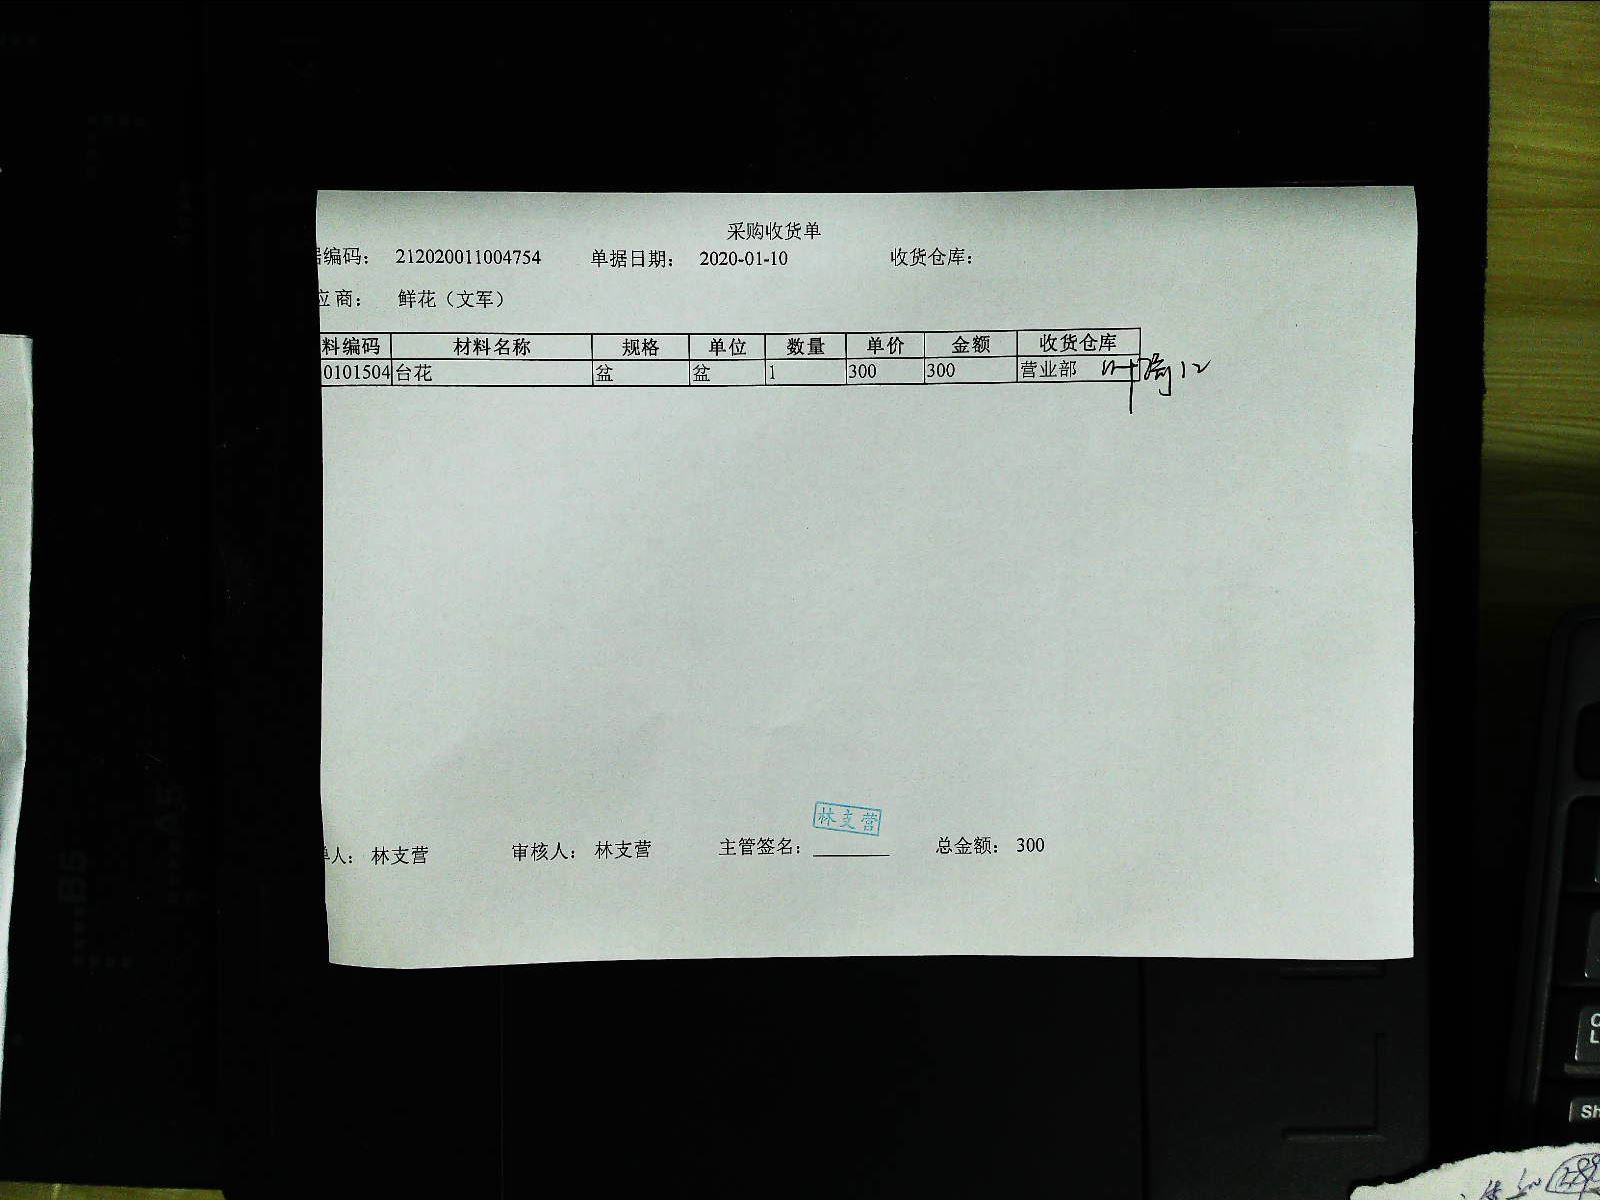 采购收货单
编码： 212020011004754 单据日期： 2020-01-10 收货仓库：
应商： 鲜花（文军）
料编码 材料名称 规格 单位 数量 单价 金额 收货仓库
0101504 台花 盆 盆 1 300 300 营业部
林支营
单人： 林支营 审核人： 林支营 主管签名： 总金额： 300
B5
A5
Sh